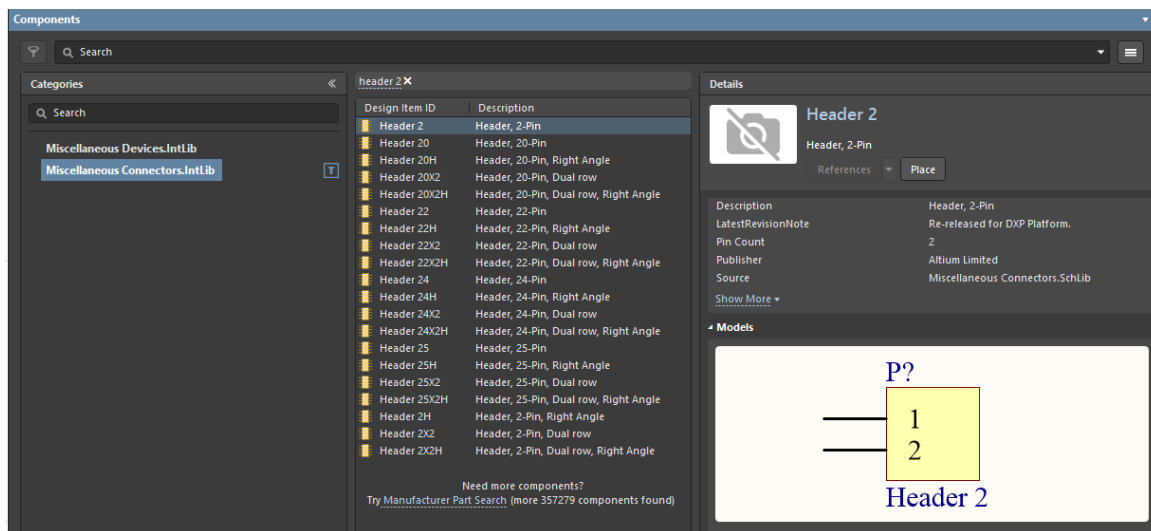 Components
Search
Categories
Search
Miscellaneous Devices.IntLib
Miscellaneous Connectors.IntLib
T
header 2
Design Item ID Description
Header 2 Header, 2-Pin
Header 20 Header, 20-Pin
Header 20H Header, 20-Pin, Right Angle
Header 20X2 Header, 20-Pin, Dual row
Header 20X2H Header, 20-Pin, Dual row, Right Angle
Header 22 Header, 22-Pin
Header 22H Header, 22-Pin, Right Angle
Header 22X2 Header, 22-Pin, Dual row
Header 22X2H Header, 22-Pin, Dual row, Right Angle
Header 24 Header, 24-Pin
Header 24H Header, 24-Pin, Right Angle
Header 24X2 Header, 24-Pin, Dual row
Header 24X2H Header, 24-Pin, Dual row, Right Angle
Header 25 Header, 25-Pin
Header 25H Header, 25-Pin, Right Angle
Header 25X2 Header, 25-Pin, Dual row
Header 25X2H Header, 25-Pin, Dual row, Right Angle
Header 2H Header, 2-Pin, Right Angle
Header 2X2 Header, 2-Pin, Dual row
Header 2X2H Header, 2-Pin, Dual row, Right Angle
Need more components?
Try Manufacturer Part Search (more 357279 components found)
Details
Header 2
Header, 2-Pin
References Place
Description Header, 2-Pin
LatestRevisionNote Re-released for DXP Platform.
Pin Count 2
Publisher Altium Limited
Source Miscellaneous Connectors.SchLib
Show More
Models
P?
1
2
Header 2